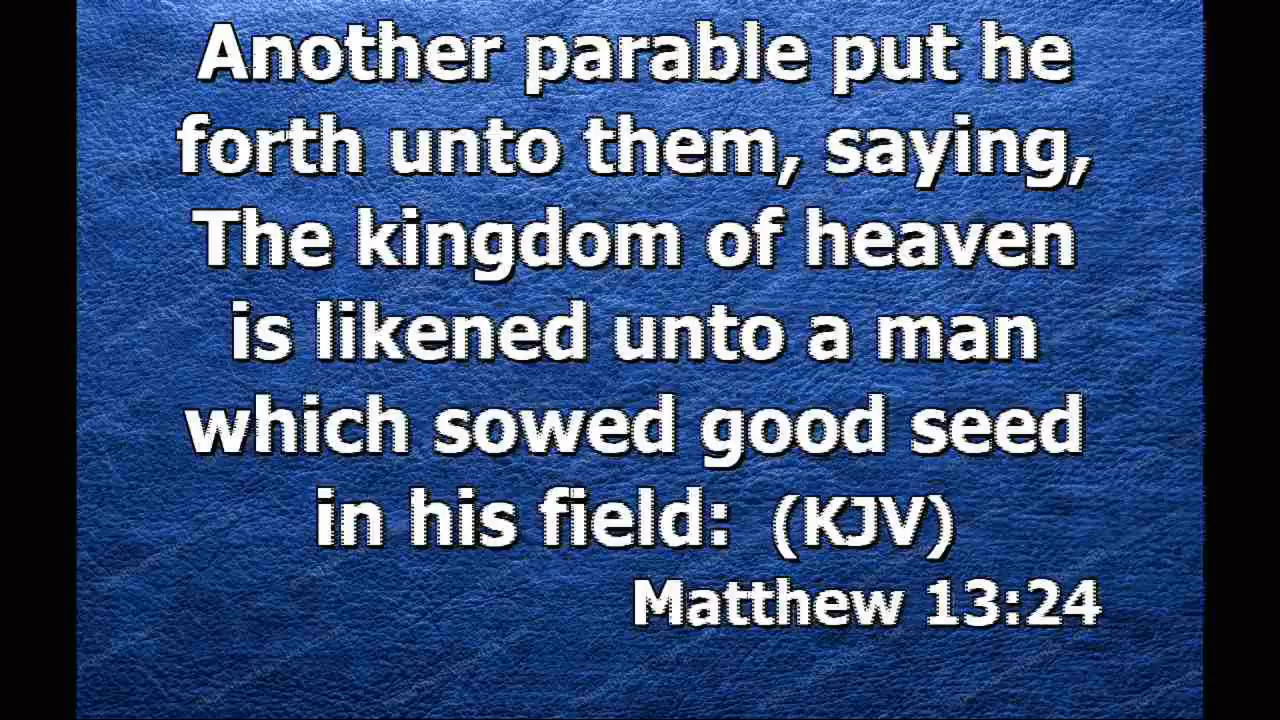 Another parable put he
forth unto them, saying,
The kingdom of heaven
is likened unto a man
which sowed good seed
in his field: (KJV)
Matthew 13:24